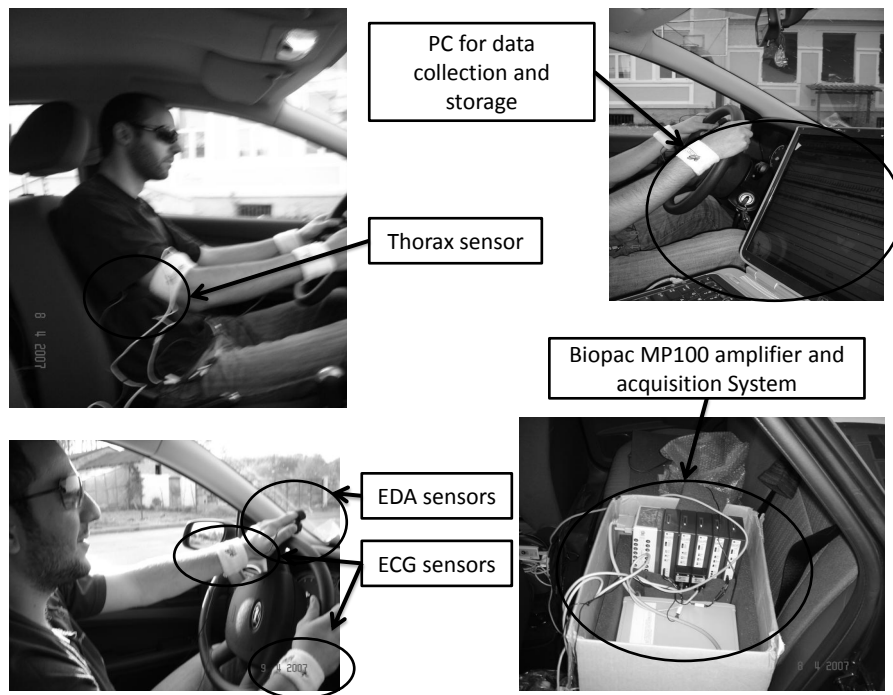 PC for data
collection and
storage
Thorax sensor
8 4 2007
Biopac MP100 amplifier and
acquisition System
EDA sensors
ECG sensors
9 4 2007
8 4 2007